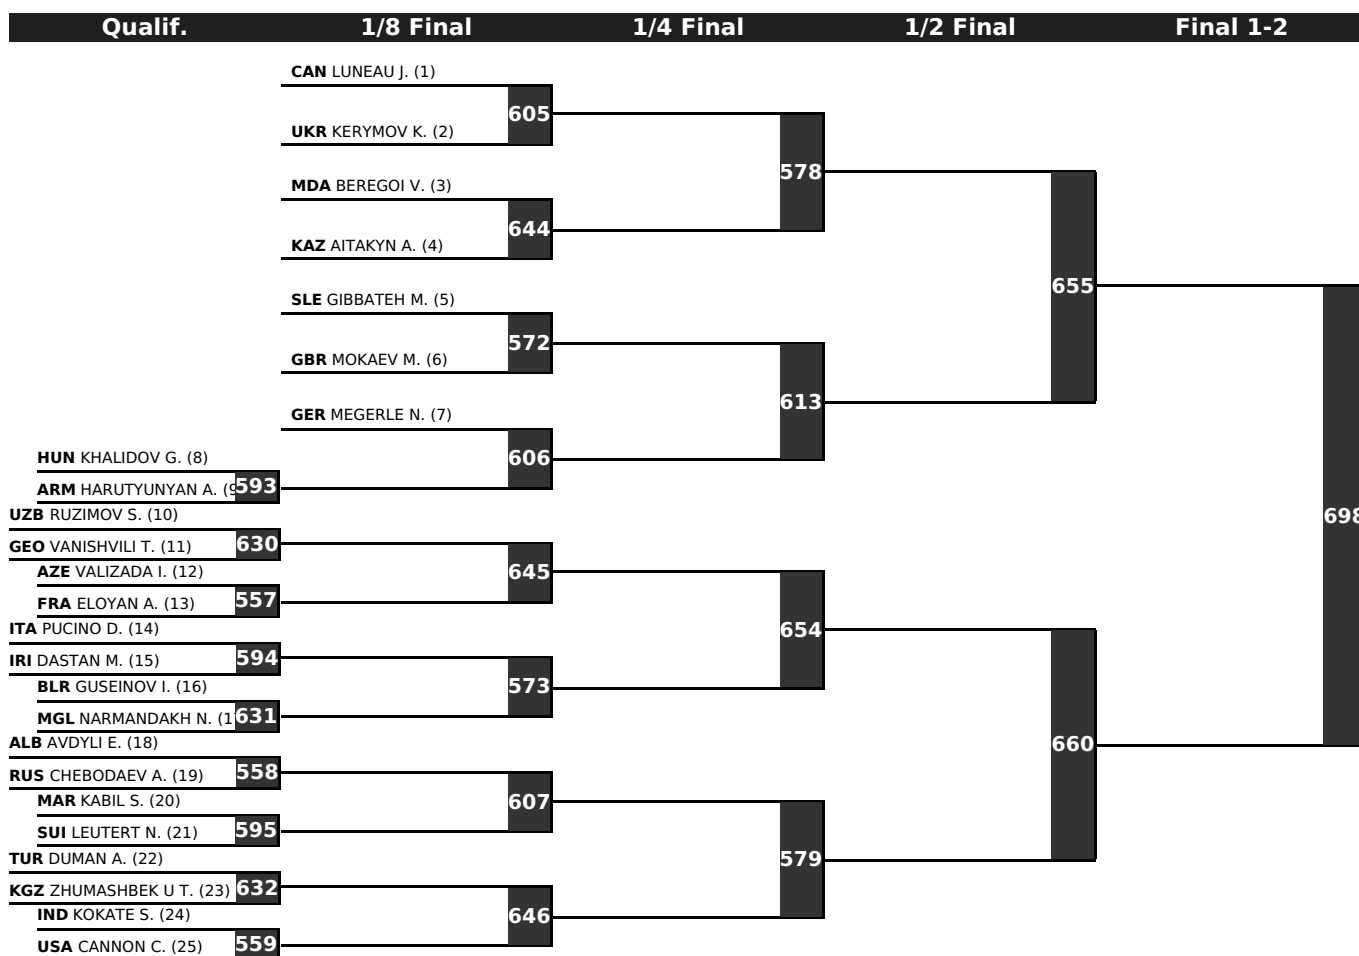 Qualif. 1/8 Final 1/4 Final 1/2 Final Final 1-2
CAN LUNEAU J. (1)
605
UKR KERYMOV K. (2)
578
MDA BEREGOI V. (3)
644
KAZ AITAKYN A. (4)
655
SLE GIBBATEH M. (5)
572
GBR MOKAEV M. (6)
613
GER MEGERLE N. (7)
HUN KHALIDOV G. (8)
606
ARM HARUTYUNYAN A. (9
593
UZB RUZIMOV S. (10)
698
GEO VANISHVILI T. (11)
630
AZE VALIZADA I. (12)
645
FRA ELOYAN A. (13)
557
ITA PUCINO D. (14)
654
IRI DASTAN M. (15)
594
BLR GUSEINOV I. (16)
573
MGL NARMANDAKH N. (1
631
ALB AVDYLI E. (18)
660
RUS CHEBODAEV A. (19)
558
MAR KABIL S. (20)
607
SUI LEUTERT N. (21)
595
TUR DUMAN A. (22)
579
KGZ ZHUMASHBEK U T. (23)
632
IND KOKATE S. (24)
646
USA CANNON C. (25)
559